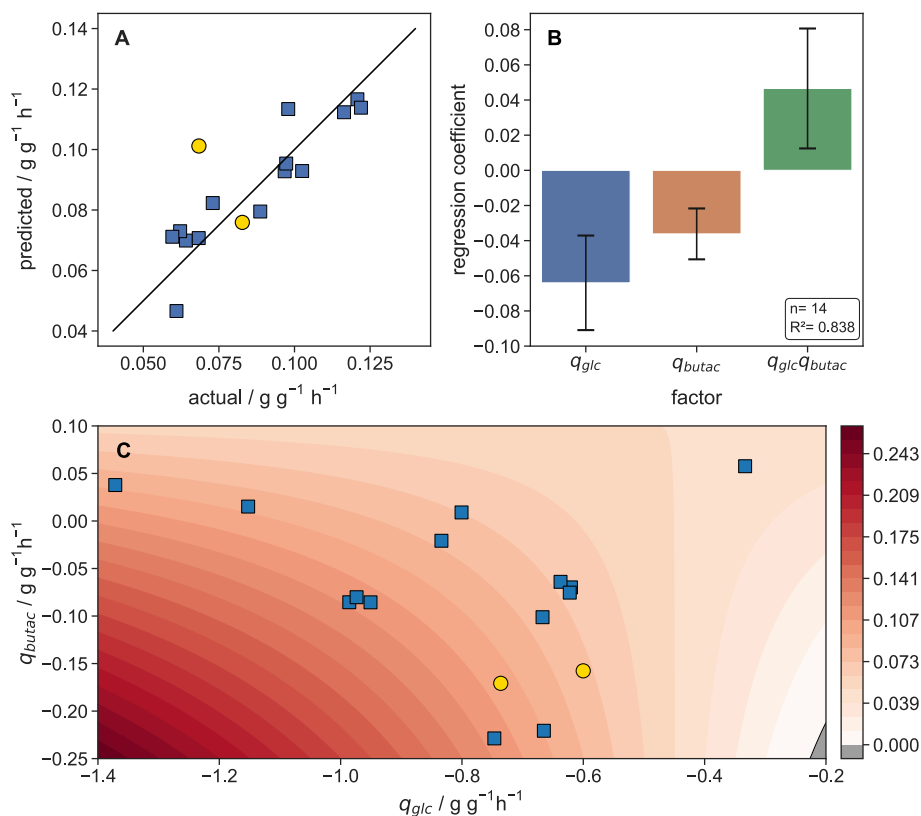 A
0.14
0.12
0.10
0.08
0.06
0.04
predicted / g g⁻¹ h⁻¹
0.050 0.075 0.100 0.125
actual / g g⁻¹ h⁻¹
B
0.08
0.06
0.04
0.02
0.00
−0.02
−0.04
−0.06
−0.08
−0.10
regression coefficient
n= 14
R²= 0.838
q_glc q_butac q_glc q_butac
factor
C
0.10
0.05
0.00
−0.05
−0.10
−0.15
−0.20
−0.25
q_butac / g g⁻¹h⁻¹
−1.4 −1.2 −1.0 −0.8 −0.6 −0.4 −0.2
q_glc / g g⁻¹h⁻¹
0.243
0.209
0.175
0.141
0.107
0.073
0.039
0.000